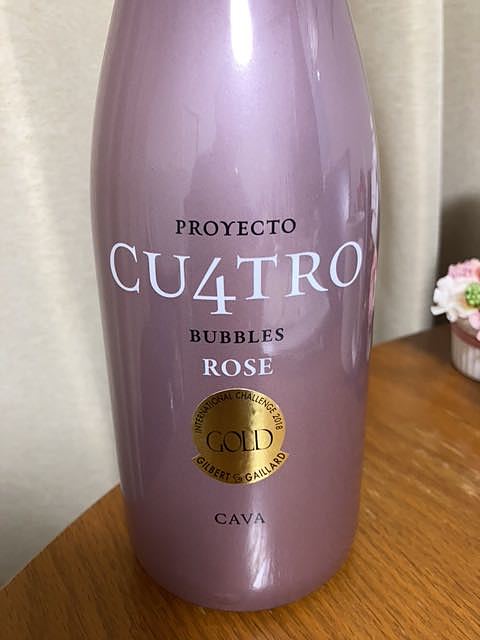 PROYECTO
CU4TRO
BUBBLES
ROSE
INTERNATIONAL CHALLENGE 2018
GOLD
GILBERT & GAILLARD
CAVA